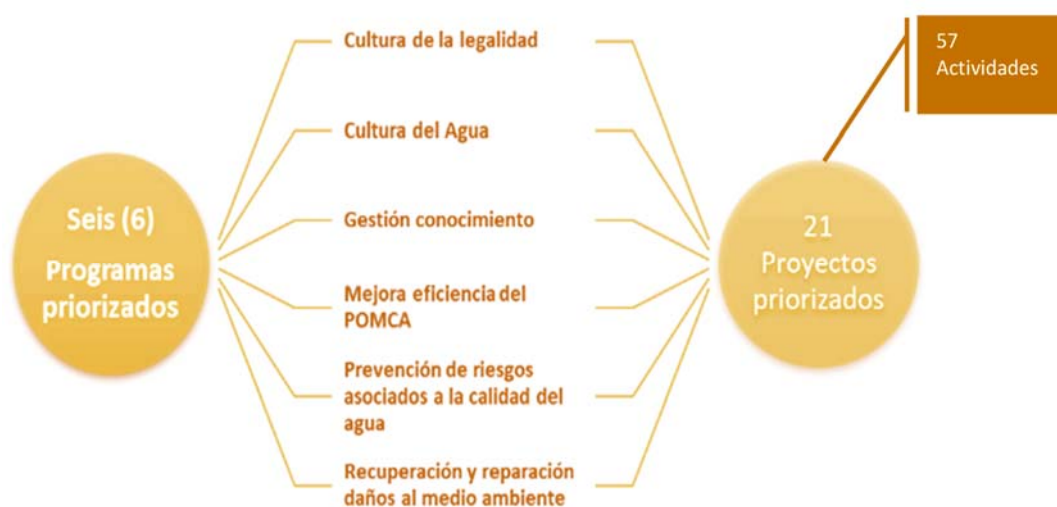 Seis (6)
Programas
priorizados
Cultura de la legalidad
Cultura del Agua
Gestión conocimiento
Mejora eficiencia del
POMCA
Prevención de riesgos
asociados a la calidad del
agua
Recuperación y reparación
daños al medio ambiente
21
Proyectos
priorizados
57
Actividades